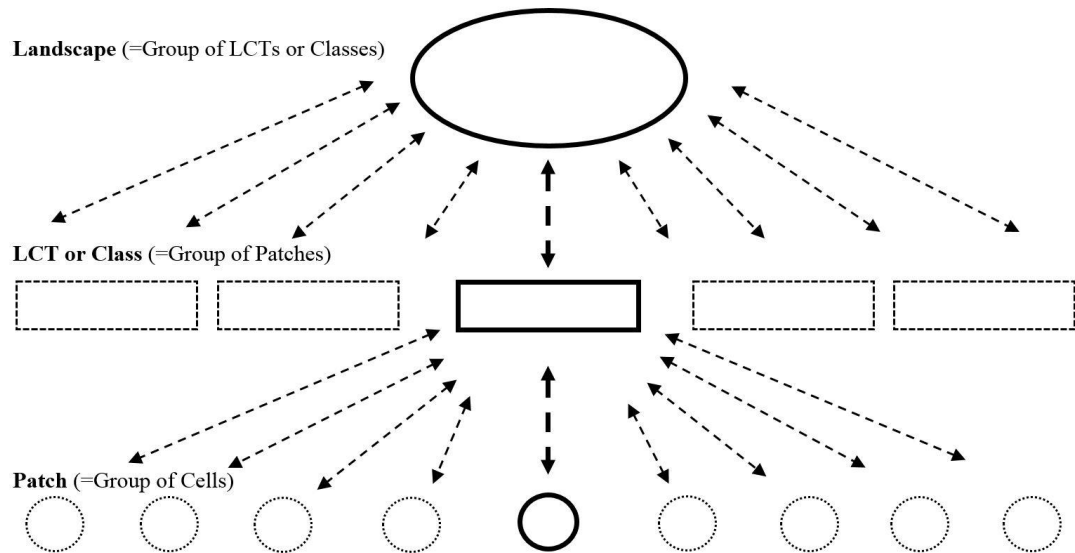 Landscape (=Group of LCTs or Classes)
LCT or Class (=Group of Patches)
Patch (=Group of Cells)